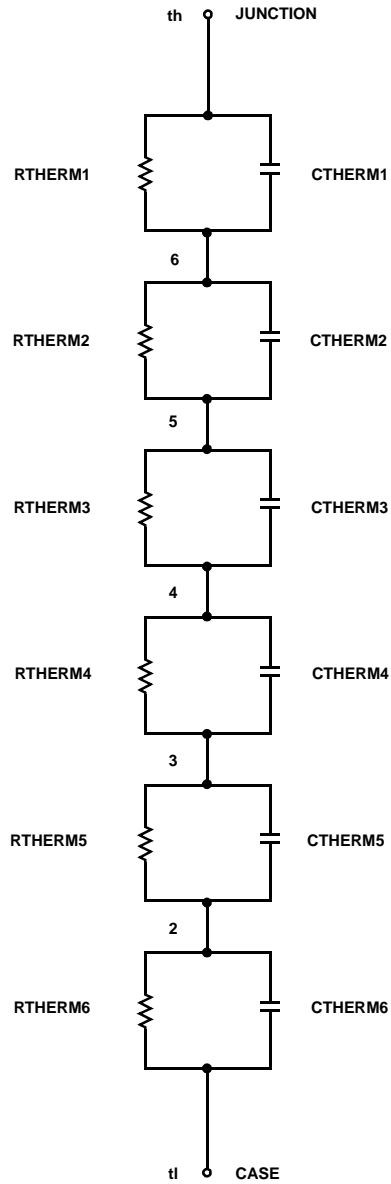 th JUNCTION
RTHERM1 CTHERM1
6
RTHERM2 CTHERM2
5
RTHERM3 CTHERM3
4
RTHERM4 CTHERM4
3
RTHERM5 CTHERM5
2
RTHERM6 CTHERM6
tl CASE